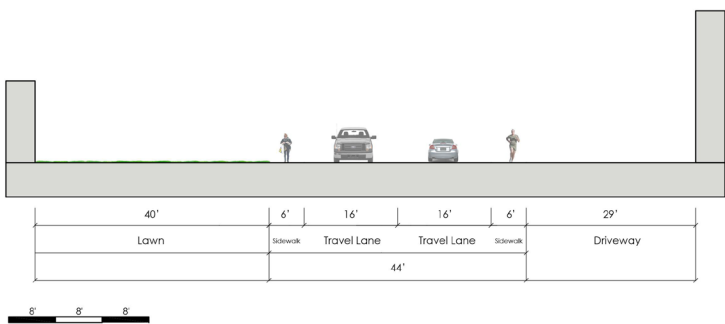 40’ 6’ 16’ 16’ 6’ 29’
Lawn Sidewalk Travel Lane Travel Lane Sidewalk Driveway
44’
8’ 8’ 8’